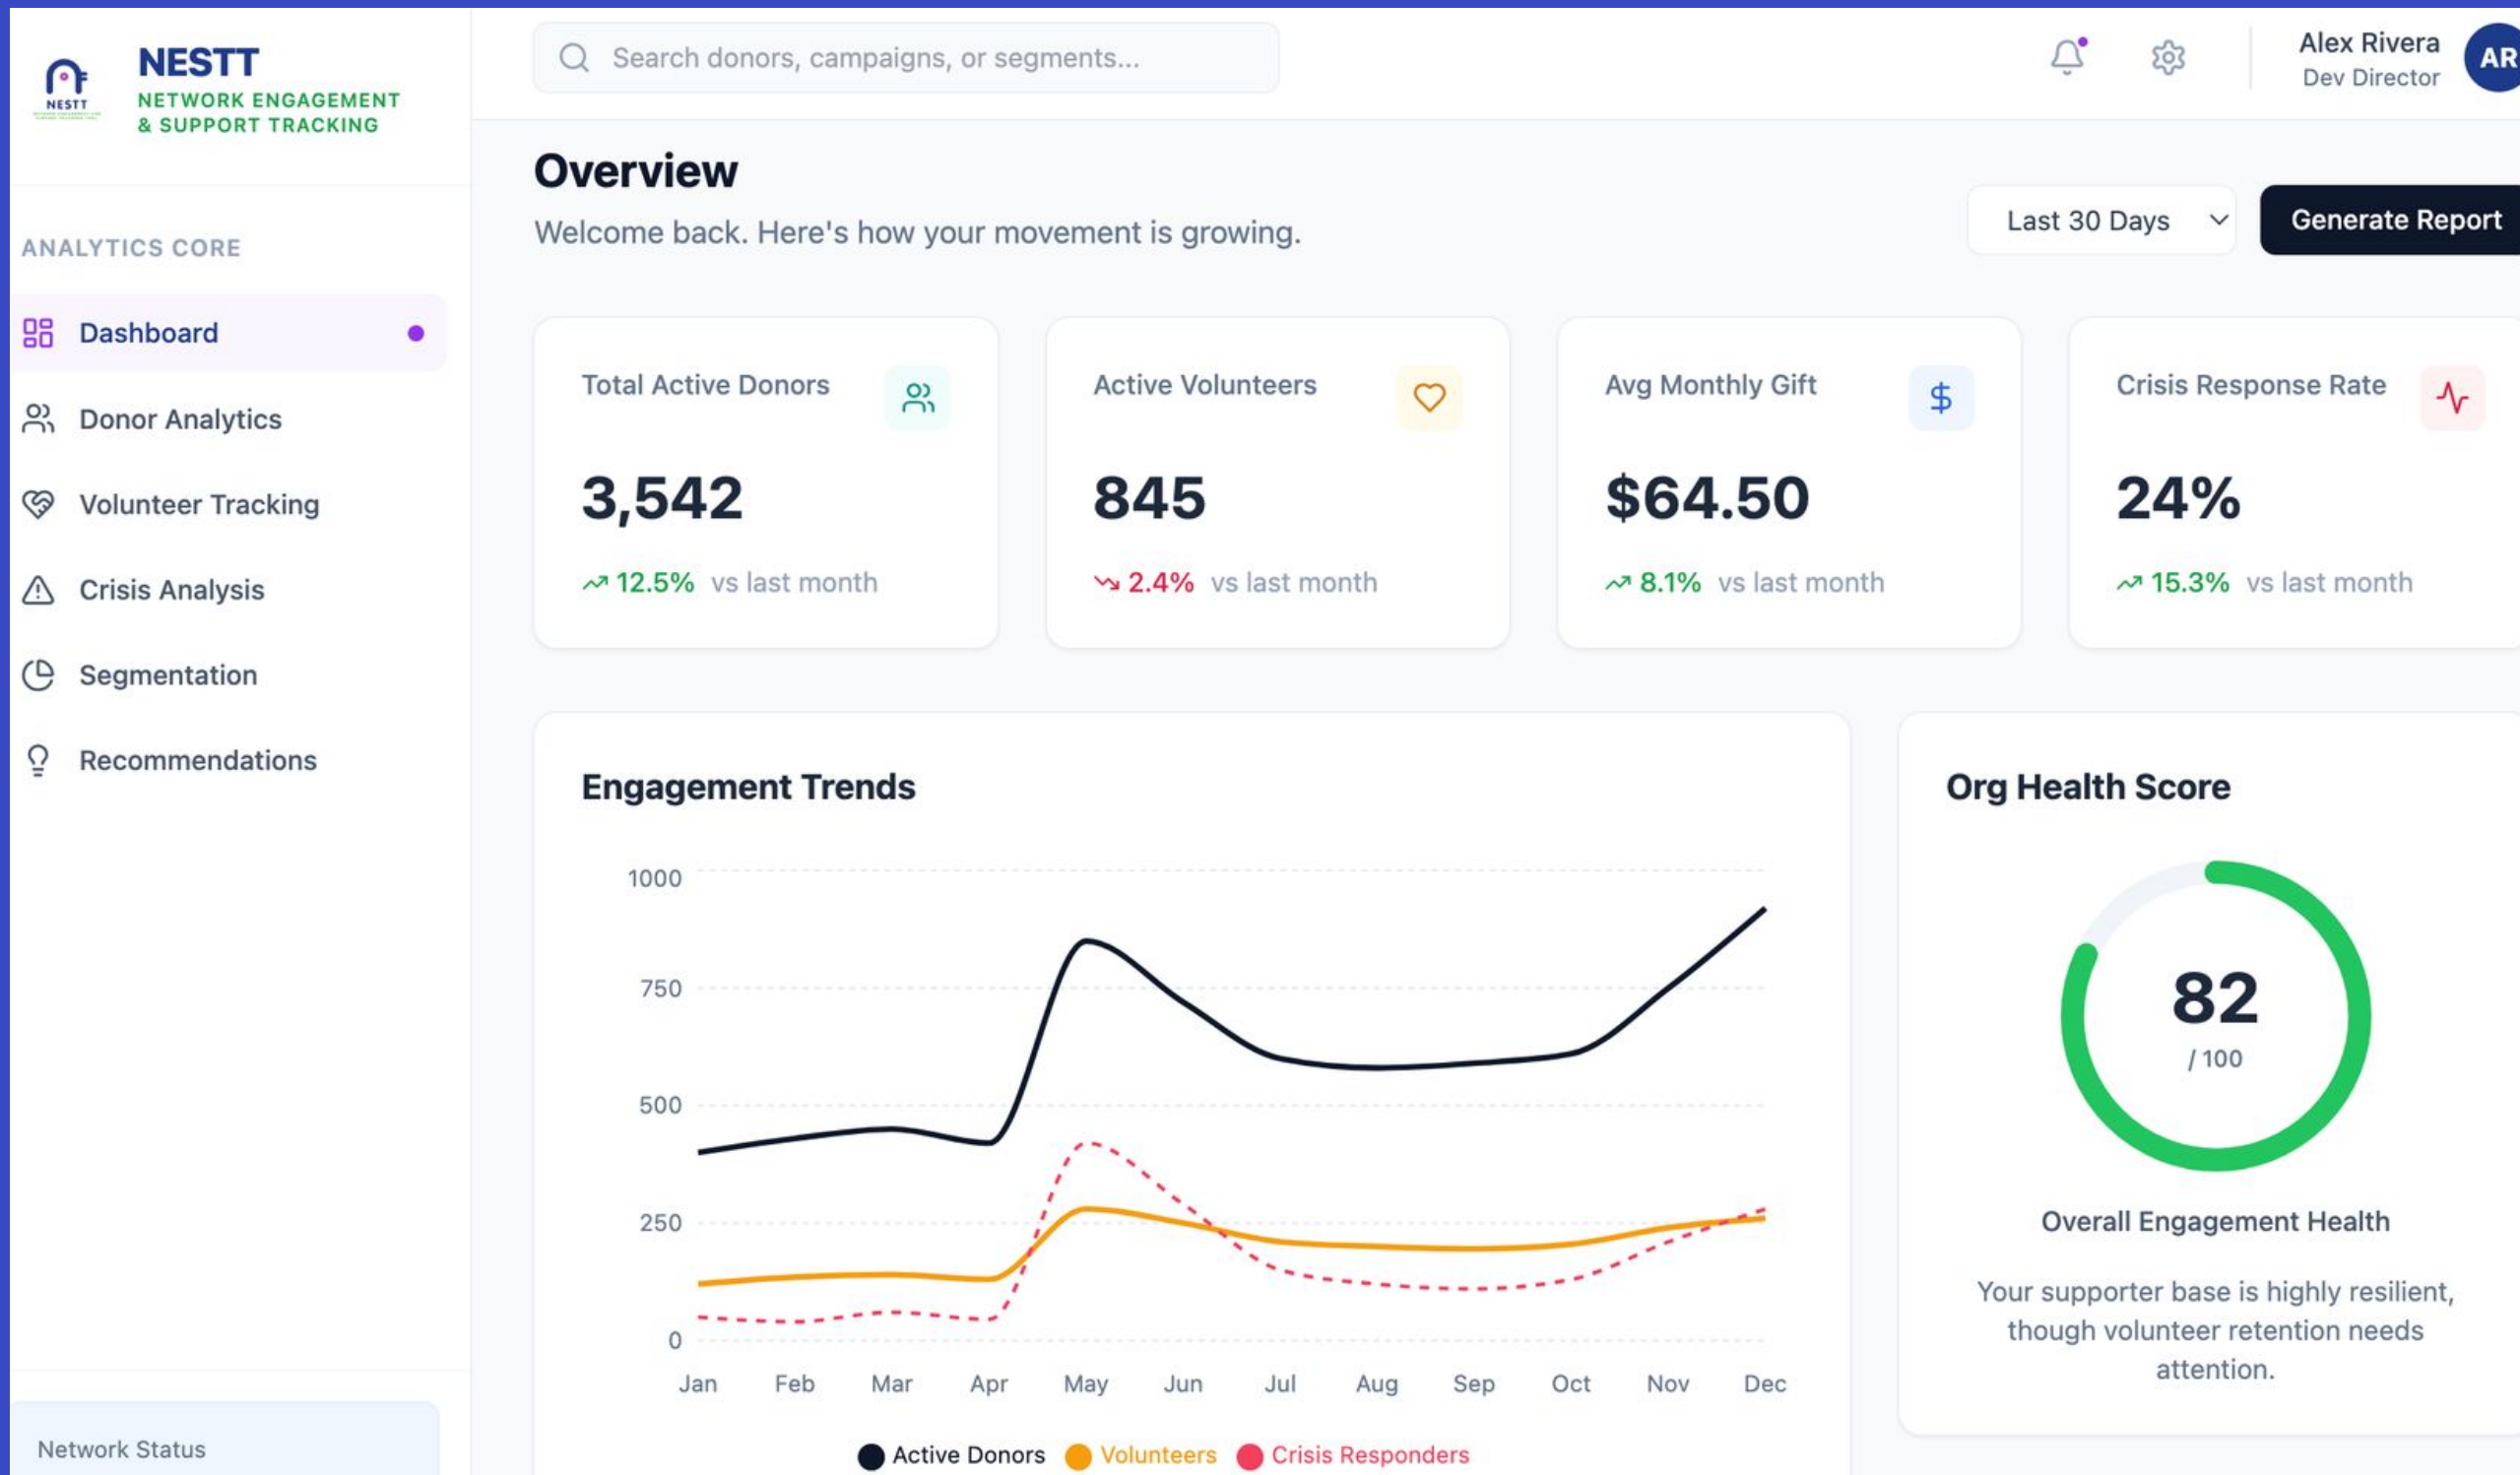 NESTT
NESTT
NETWORK ENGAGEMENT
& SUPPORT TRACKING
ANALYTICS CORE
Dashboard
Donor Analytics
Volunteer Tracking
Crisis Analysis
Segmentation
Recommendations
Network Status
Search donors, campaigns, or segments...
Alex Rivera
Dev Director
AR
Overview
Welcome back. Here's how your movement is growing.
Last 30 Days
Generate Report
Total Active Donors
3,542
12.5% vs last month
Active Volunteers
845
2.4% vs last month
Avg Monthly Gift
$
$64.50
8.1% vs last month
Crisis Response Rate
24%
15.3% vs last month
Engagement Trends
1000
750
500
250
0
Jan Feb Mar Apr May Jun Jul Aug Sep Oct Nov Dec
Active Donors Volunteers Crisis Responders
Org Health Score
82
/ 100
Overall Engagement Health
Your supporter base is highly resilient,
though volunteer retention needs
attention.